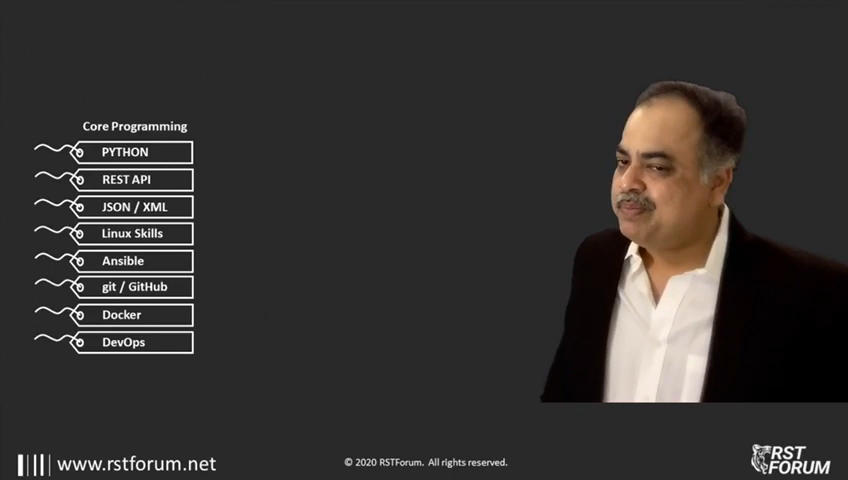 Core Programming
PYTHON
REST API
JSON / XML
Linux Skills
Ansible
git / GitHub
Docker
DevOps
www.rstforum.net
© 2020 RSTForum. All rights reserved.
RST
FORUM